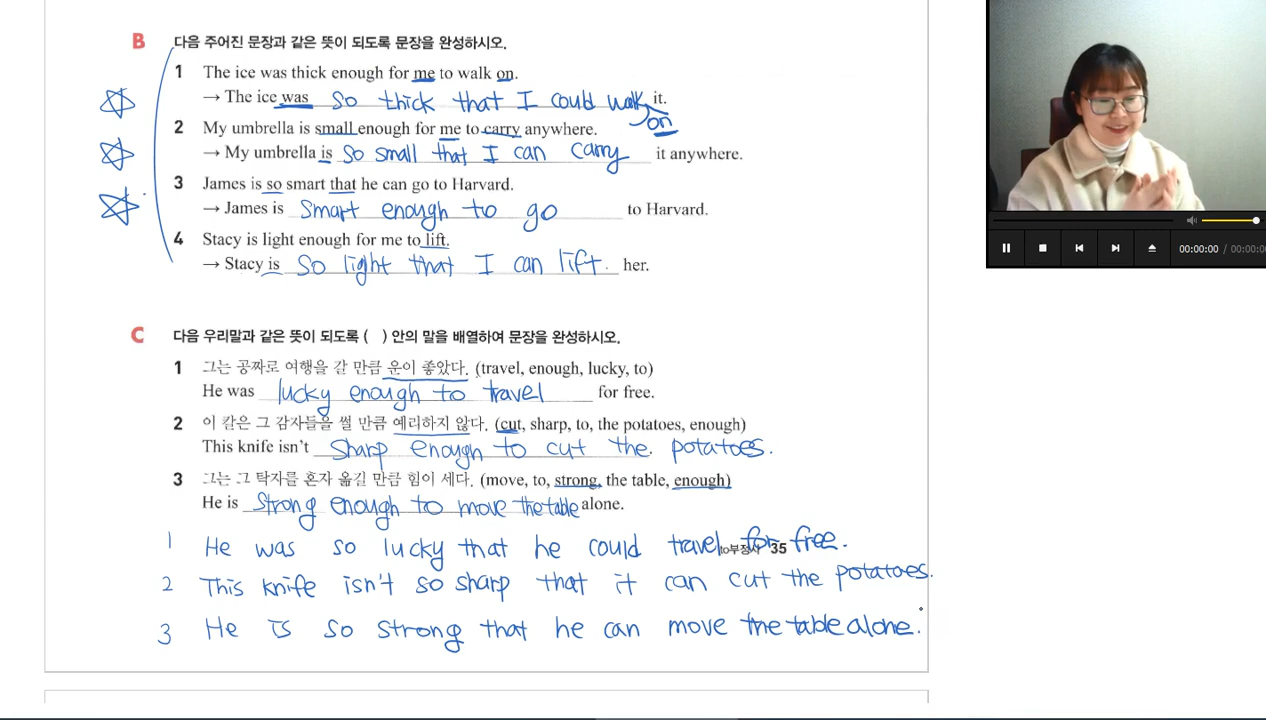 B 다음 주어진 문장과 같은 뜻이 되도록 문장을 완성하시오.
1 The ice was thick enough for me to walk on.
→ The ice was so thick that I could walk on it.
2 My umbrella is small enough for me to carry anywhere.
→ My umbrella is so small that I can carry it anywhere.
3 James is so smart that he can go to Harvard.
→ James is smart enough to go to Harvard.
4 Stacy is light enough for me to lift.
→ Stacy is so light that I can lift. her.
C 다음 우리말과 같은 뜻이 되도록 ( ) 안의 말을 배열하여 문장을 완성하시오.
1 그는 공짜로 여행을 갈 만큼 운이 좋았다. (travel, enough, lucky, to)
He was lucky enough to travel for free.
2 이 칼은 그 감자들을 썰 만큼 예리하지 않다. (cut, sharp, to, the potatoes, enough)
This knife isn't sharp enough to cut the potatoes.
3 그는 그 탁자를 혼자 옮길 만큼 힘이 세다. (move, to, strong, the table, enough)
He is strong enough to move the table alone.
1 He was so lucky that he could travel for free.
to부정사 35
2 This knife isn't so sharp that it can cut the potatoes.
3 He is so strong that he can move the table alone.
00:00:00 / 00:00:0